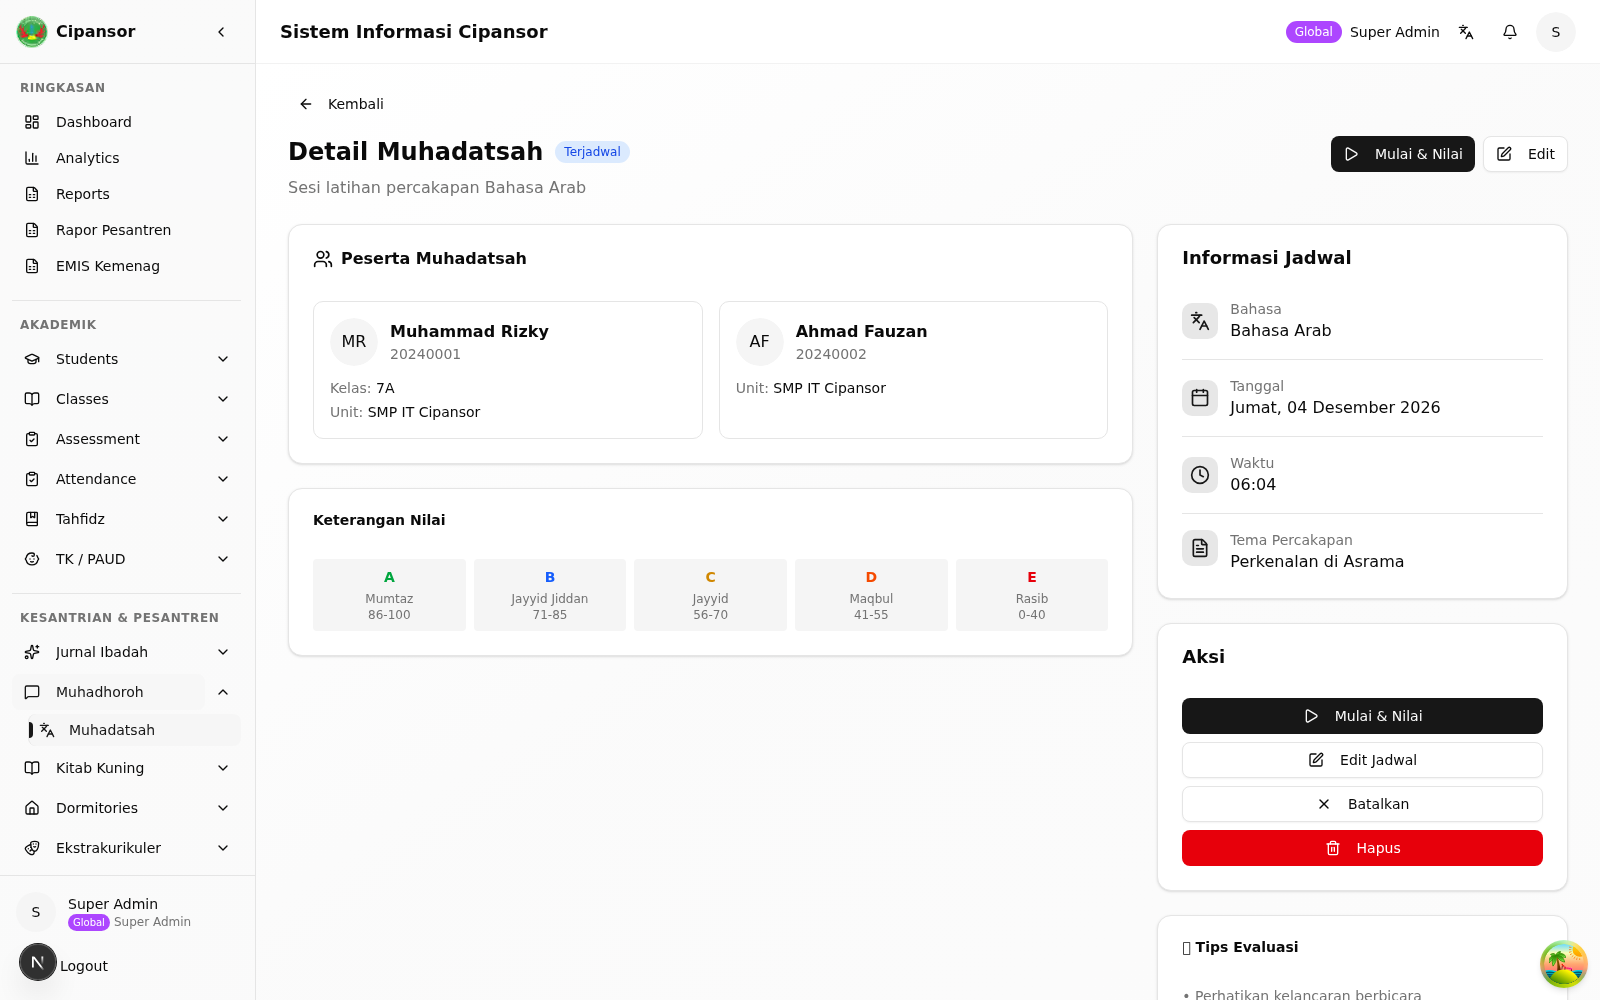 Cipansor
Sistem Informasi Cipansor
Global Super Admin
S
RINGKASAN
Dashboard
Analytics
Reports
Rapor Pesantren
EMIS Kemenag
AKADEMIK
Students
Classes
Assessment
Attendance
Tahfidz
TK / PAUD
KESANTRIAN & PESANTREN
Jurnal Ibadah
Muhadhoroh
Muhadatsah
Kitab Kuning
Dormitories
Ekstrakurikuler
S
Super Admin
Global Super Admin
N
Logout
Kembali
Detail Muhadatsah
Terjadwal
Sesi latihan percakapan Bahasa Arab
Mulai & Nilai
Edit
Peserta Muhadatsah
MR
Muhammad Rizky
20240001
Kelas: 7A
Unit: SMP IT Cipansor
AF
Ahmad Fauzan
20240002
Unit: SMP IT Cipansor
Keterangan Nilai
A
Mumtaz
86-100
B
Jayyid Jiddan
71-85
C
Jayyid
56-70
D
Maqbul
41-55
E
Rasib
0-40
Informasi Jadwal
Bahasa
Bahasa Arab
Tanggal
Jumat, 04 Desember 2026
Waktu
06:04
Tema Percakapan
Perkenalan di Asrama
Aksi
Mulai & Nilai
Edit Jadwal
Batalkan
Hapus
Tips Evaluasi
• Perhatikan kelancaran berbicara